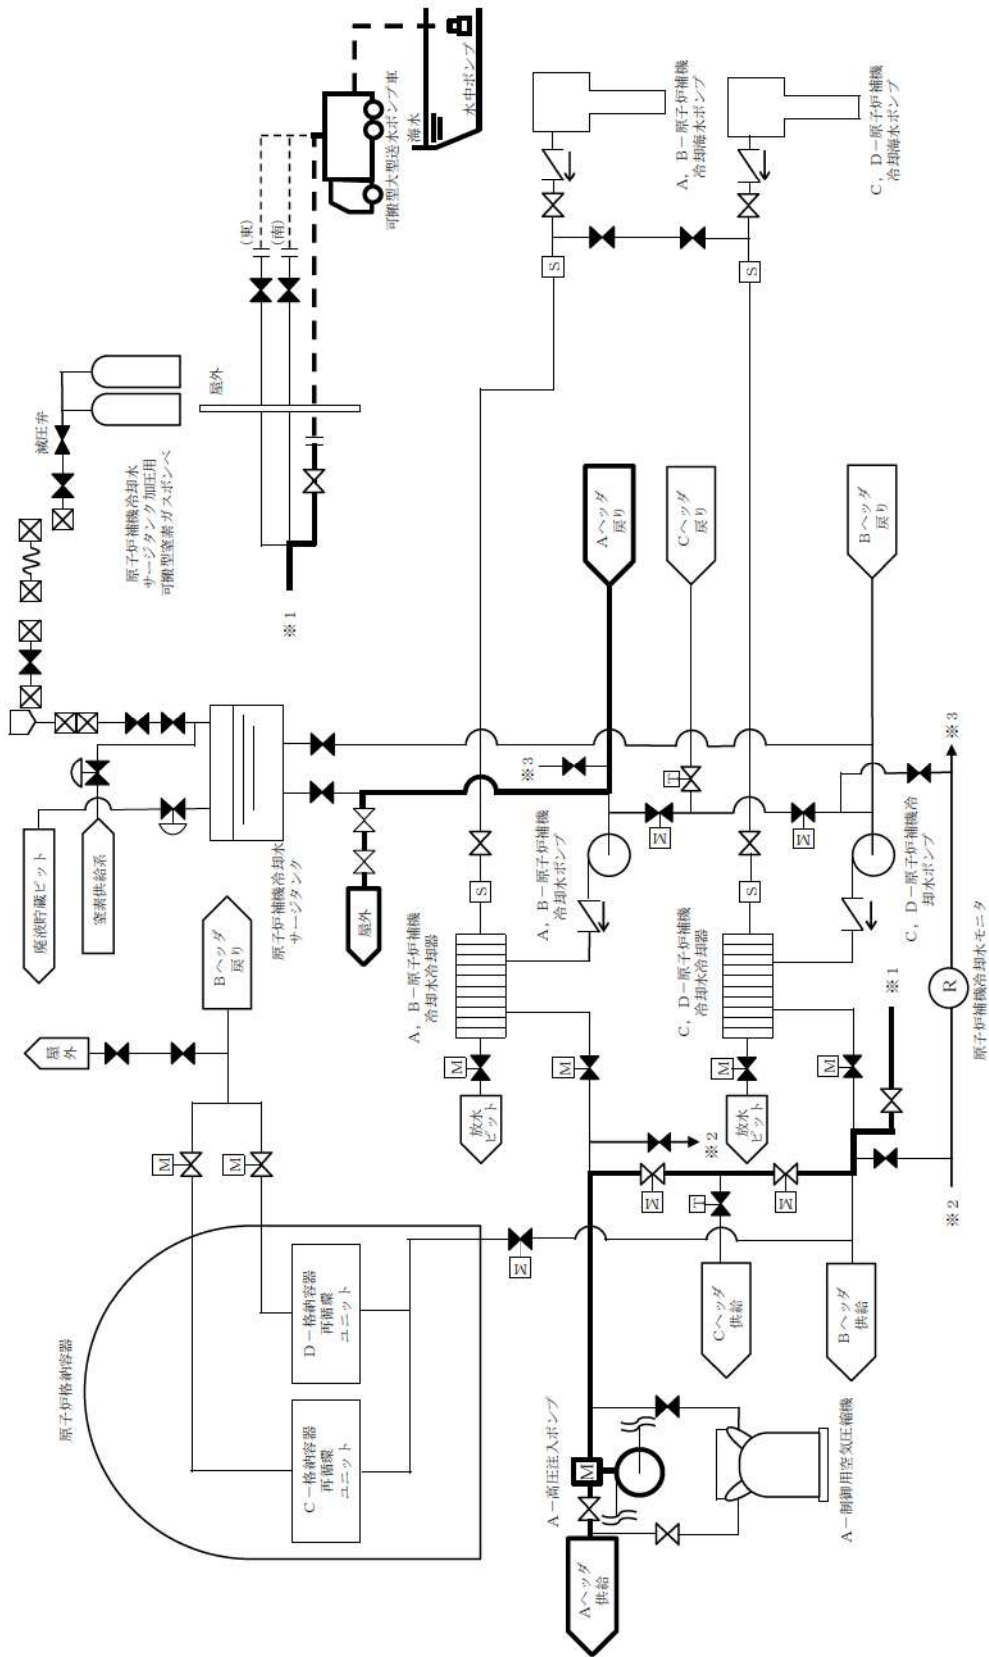 廃液貯蔵ピット
減圧弁
原子炉格納容器
屋
外
窒素供給系
原子炉補機冷却水
サージタンク加圧用
可搬型窒素ガスボンベ
M
屋外
Bヘッダ
戻り
(東)
M
(南)
※1
原子炉補機冷却水
サージタンク
C-格納容器
再循環
ユニット
D-格納容器
再循環
ユニット
可搬型大型送水ポンプ車
海水
屋外
水中ポンプ
A,B-原子炉補機
冷却水冷却器
M
放水
ピット
S
M
※3
A,B-原子炉補機
冷却水ポンプ
S
A-高圧注入ポンプ
M
M
Aヘッダ
供給
Aヘッダ
戻り
M
M
T
Cヘッダ
戻り
A,B-原子炉補機
冷却海水ポンプ
※2
C,D-原子炉補機
冷却水冷却器
T
M
放水
ピット
S
S
Cヘッダ
供給
M
M
M
A-制御用空気圧縮機
Bヘッダ
供給
Bヘッダ
戻り
※1
C,D-原子炉補機冷
却水ポンプ
C,D-原子炉補機
冷却海水ポンプ
※2
R
※3
原子炉補機冷却水モニタ